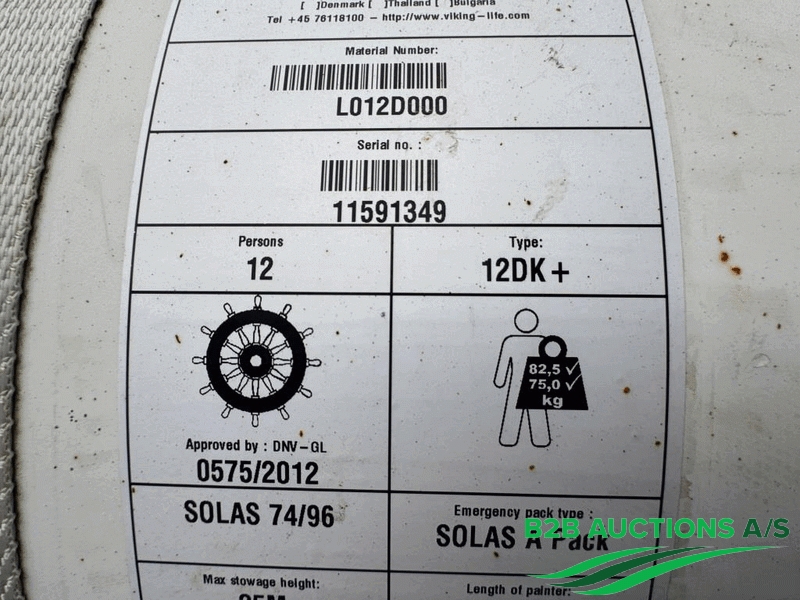 [ ]Denmark [ ]Thailand [ ]Bulgaria
Tel +45 76118100 – http://www.viking-life.com
Material Number:
L012D000
Serial no. :
11591349
Persons
12
Type:
12DK+
82,5 ✓
75,0 ✓
kg
Approved by : DNV-GL
0575/2012
SOLAS 74/96
Emergency pack type :
SOLAS A Pack
B2B AUCTIONS A/S
Max stowage height:
Length of painter: